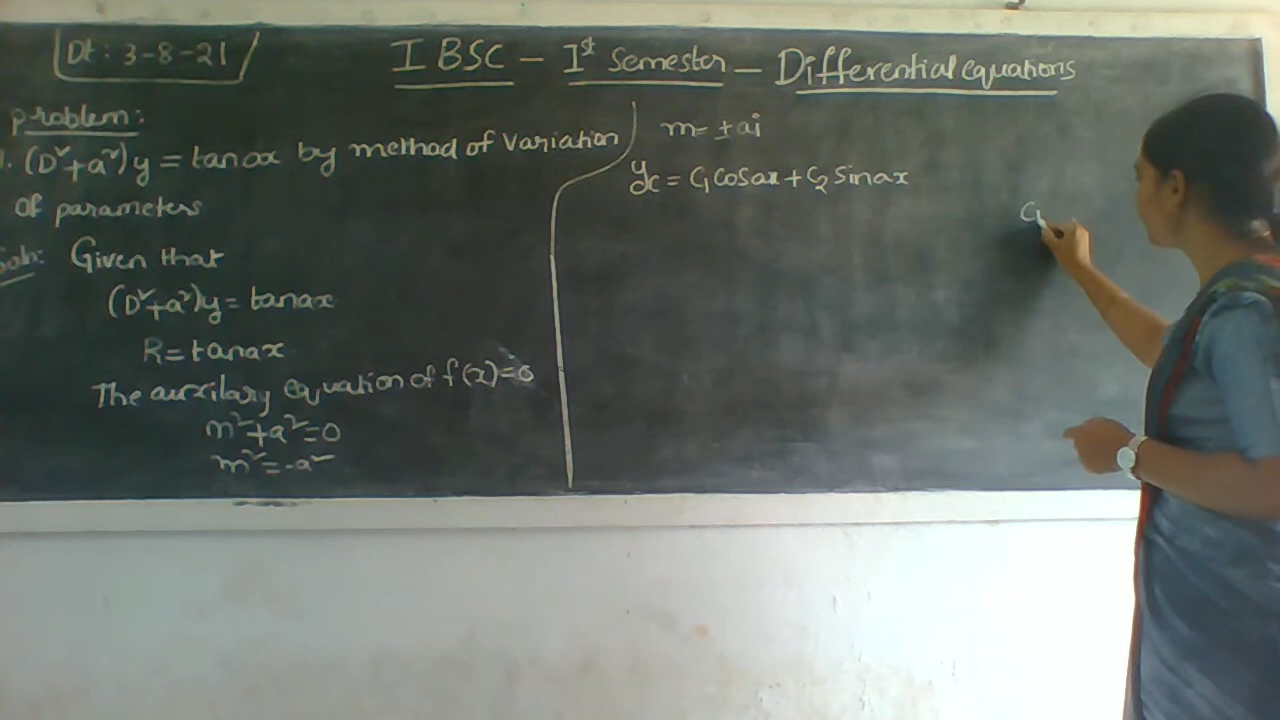 Dt: 3-8-21
I BSC - Ist Semester - Differential equations
problem:
1. (D²+a²)y = tanax by method of Variation
of parameters
Soln: Given that
(D²+a²)y = tanax
R = tanax
The auxilary equation of f(x)=0
m²+a²=0
m²=-a²
m = ±ai
yc = C1 cosax + C2 sinax
C1